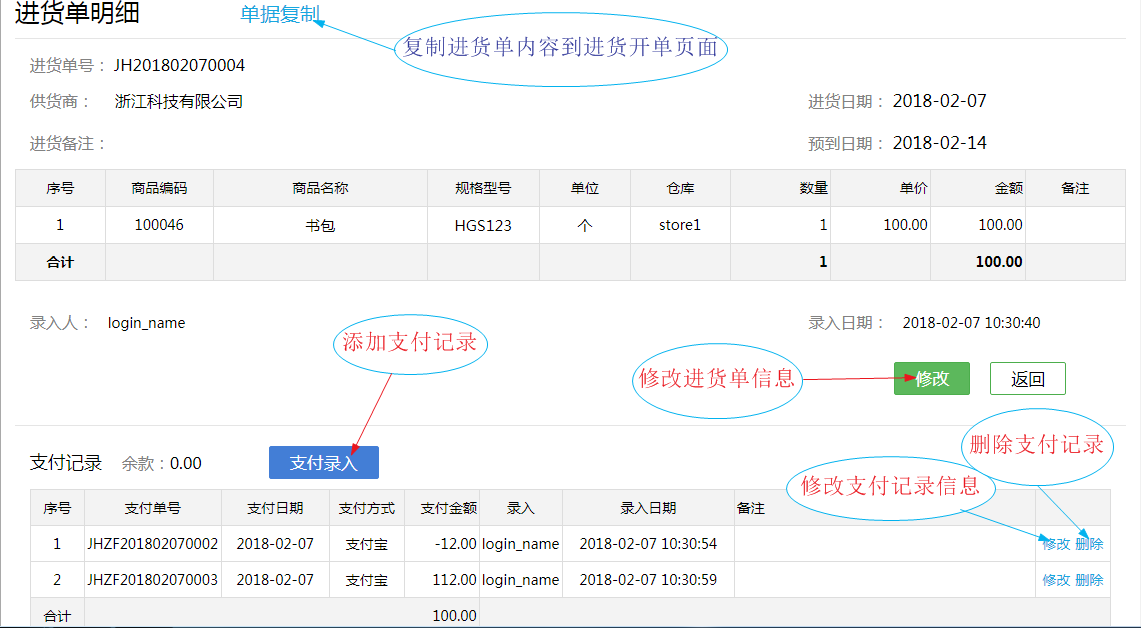 进货单明细 单据复制
复制进货单内容到进货开单页面
进货单号： JH201802070004
供货商： 浙江科技有限公司 进货日期： 2018-02-07
进货备注： 预到日期： 2018-02-14
序号 商品编码 商品名称 规格型号 单位 仓库 数量 单价 金额 备注
1 100046 书包 HGS123 个 store1 1 100.00 100.00
合计 1 100.00
录入人： login_name 录入日期： 2018-02-07 10:30:40
添加支付记录
修改进货单信息 修改 返回
删除支付记录
支付记录 余款：0.00 支付录入
修改支付记录信息
序号 支付单号 支付日期 支付方式 支付金额 录入 录入日期 备注
1 JHZF201802070002 2018-02-07 支付宝 -12.00 login_name 2018-02-07 10:30:54 修改 删除
2 JHZF201802070003 2018-02-07 支付宝 112.00 login_name 2018-02-07 10:30:59 修改 删除
合计 100.00